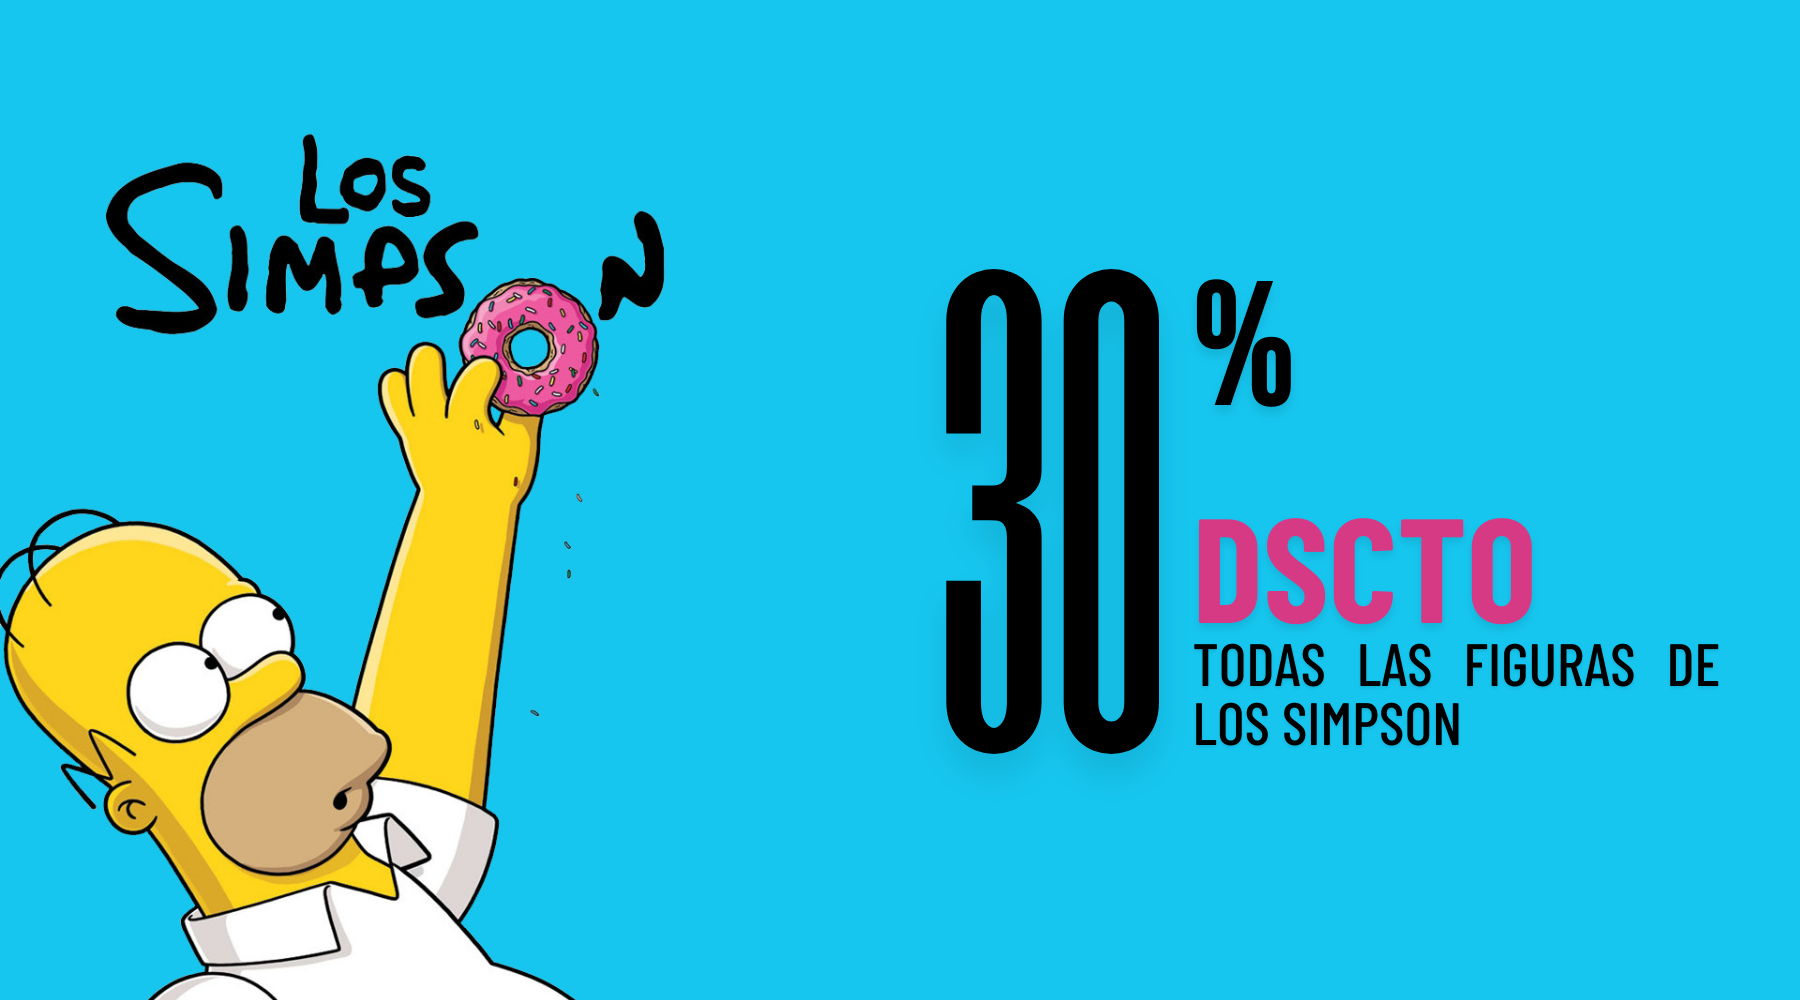 Los
SIMPSON
30%
DSCTO
TODAS LAS FIGURAS DE
LOS SIMPSON